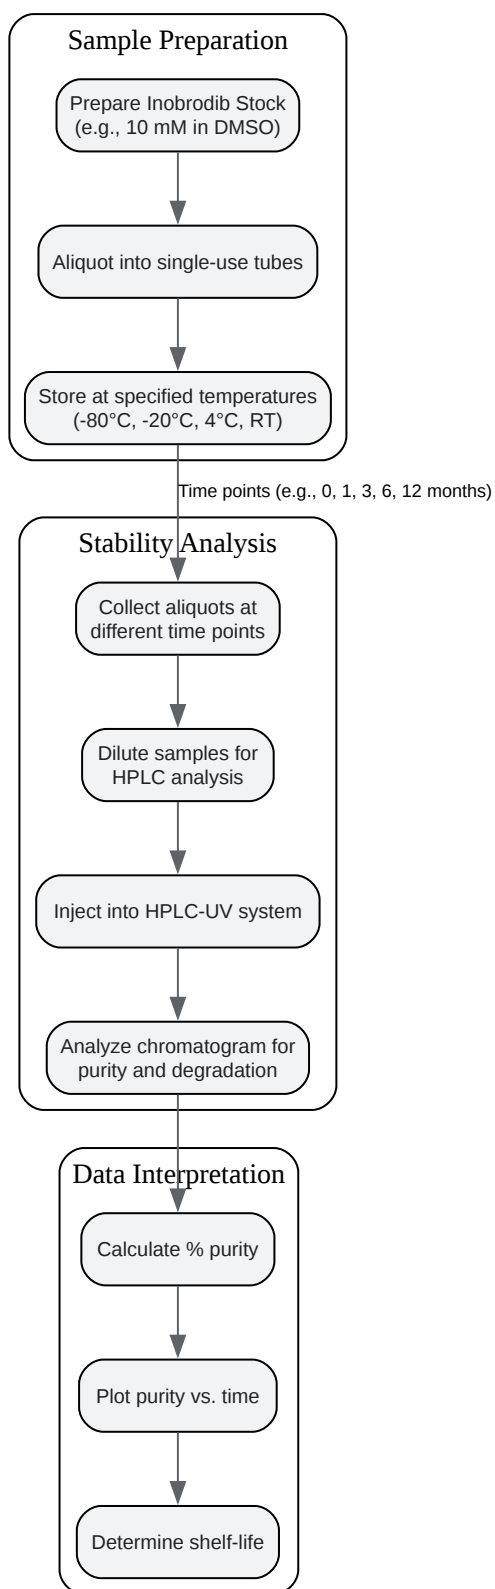 Sample Preparation
Prepare Inobrodib Stock
(e.g., 10 mM in DMSO)
Aliquot into single-use tubes
Store at specified temperatures
(-80°C, -20°C, 4°C, RT)
Time points (e.g., 0, 1, 3, 6, 12 months)
Stability Analysis
Collect aliquots at
different time points
Dilute samples for
HPLC analysis
Inject into HPLC-UV system
Analyze chromatogram for
purity and degradation
Data Interpretation
Calculate % purity
Plot purity vs. time
Determine shelf-life